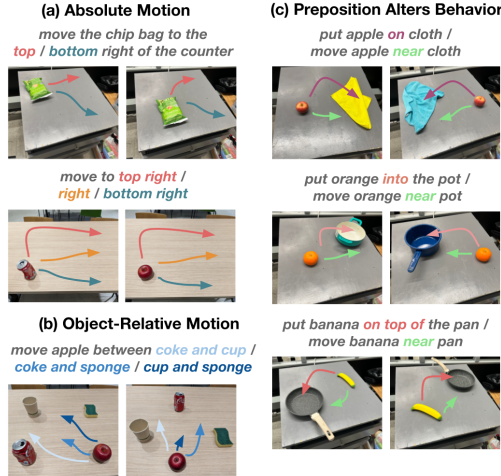 (a) Absolute Motion
move the chip bag to the
top / bottom right of the counter
move to top right /
right / bottom right
(b) Object-Relative Motion
move apple between coke and cup /
coke and sponge / cup and sponge
(c) Preposition Alters Behavior
put apple on cloth /
move apple near cloth
put orange into the pot /
move orange near pot
put banana on top of the pan /
move banana near pan